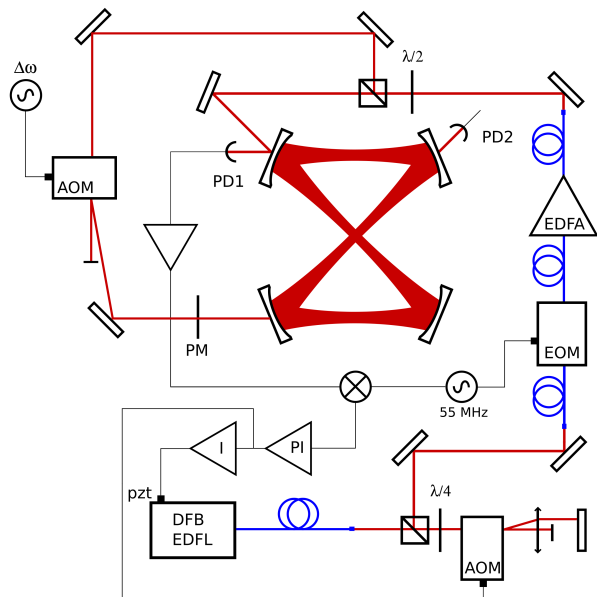 Δω
λ/2
PD2
PD1
AOM
EDFA
EOM
PM
55 MHz
I
PI
λ/4
pzt
DFB
EDFL
AOM